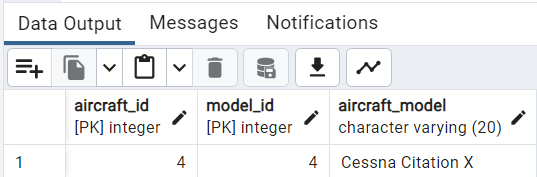 Data Output Messages Notifications
aircraft_id model_id aircraft_model
[PK] integer [PK] integer character varying (20)
1 4 4 Cessna Citation X